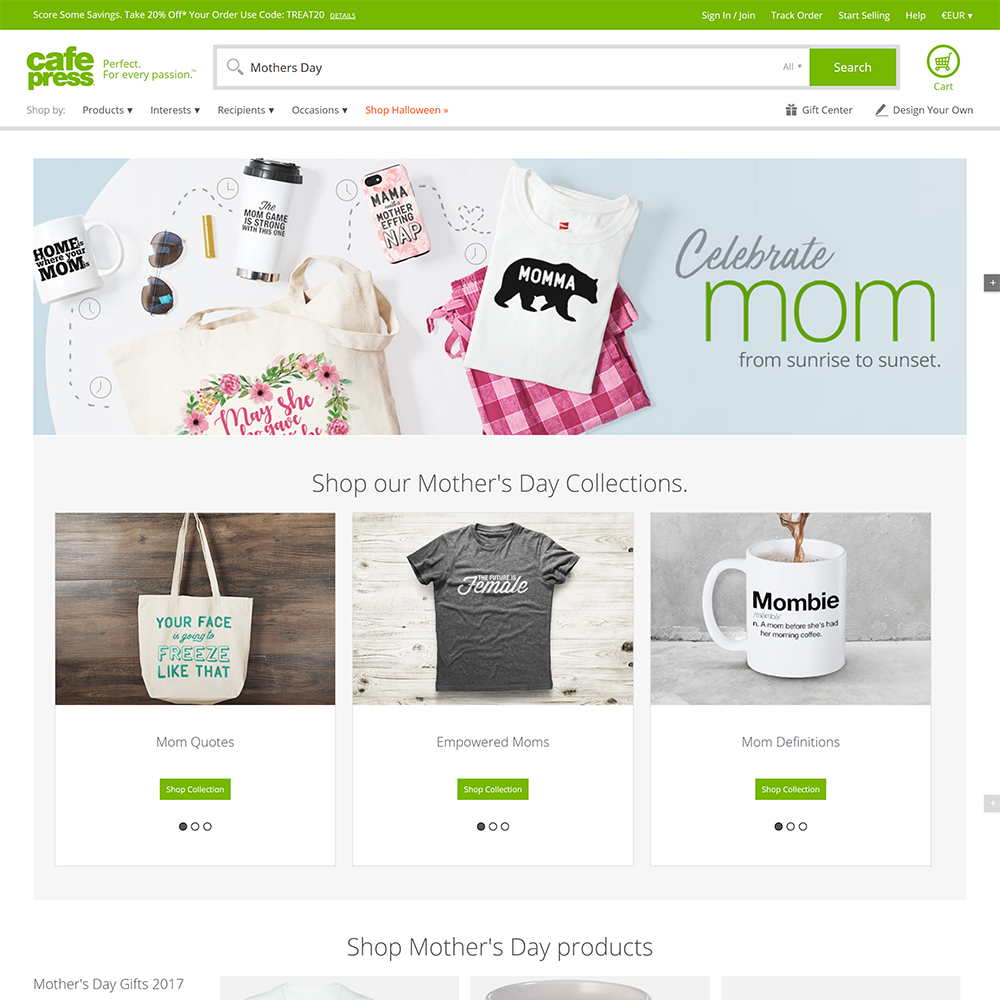 Score Some Savings. Take 20% Off* Your Order Use Code: TREAT20 DETAILS
Sign In / Join Track Order Start Selling Help €EUR ▾
cafe
press
Perfect.
For every passion.™
Mothers Day
All ▾
Search
Cart
Shop by: Products ▾ Interests ▾ Recipients ▾ Occasions ▾ Shop Halloween »
Gift Center Design Your Own
HOME is
where your
MOM is
The
MOM GAME
IS STRONG
WITH THIS ONE
MAMA
needs a
MOTHER
EFFING
NAP
MOMMA
May she
who gave
Celebrate
mom
from sunrise to sunset.
Shop our Mother's Day Collections.
YOUR FACE
is going to
FREEZE
LIKE THAT
THE FUTURE IS
Female
Mombie
/mämbē/
n. A mom before she's had
her morning coffee.
Mom Quotes
Empowered Moms
Mom Definitions
Shop Collection
Shop Collection
Shop Collection
Shop Mother's Day products
Mother's Day Gifts 2017